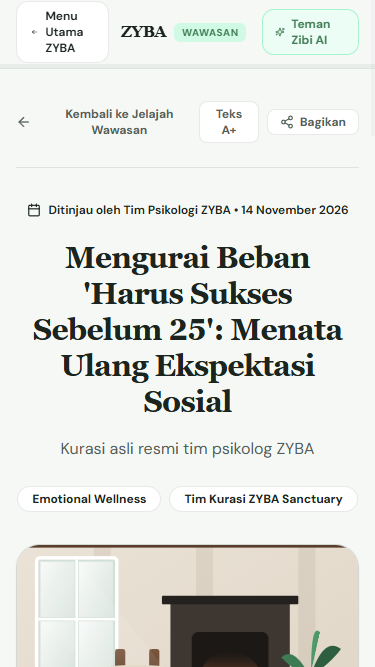 Menu
Utama
ZYBA
ZYBA
WAWASAN
Teman
Zibi AI
Kembali ke Jelajah
Wawasan
Teks
A+
Bagikan
Ditinjau oleh Tim Psikologi ZYBA • 14 November 2026
Mengurai Beban
'Harus Sukses
Sebelum 25': Menata
Ulang Ekspektasi
Sosial
Kurasi asli resmi tim psikolog ZYBA
Emotional Wellness
Tim Kurasi ZYBA Sanctuary